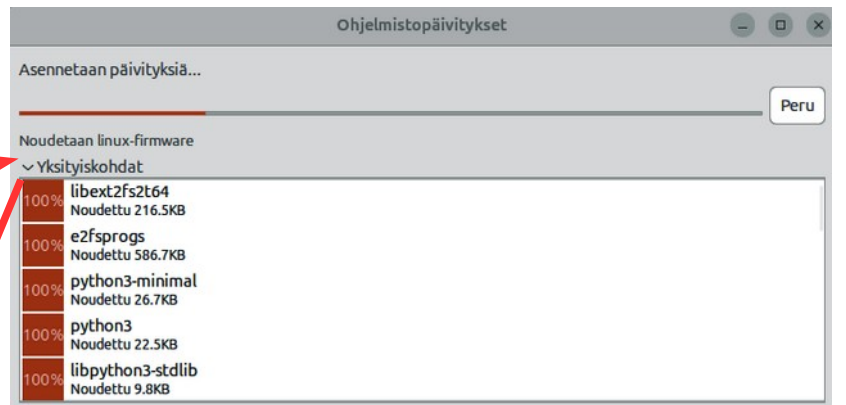 Ohjelmistopäivitykset
Asennetaan päivityksiä...
Peru
Noudetaan linux-firmware
Yksityiskohdat
100% libext2fs2t64
Noudettu 216.5KB
100% e2fsprogs
Noudettu 586.7KB
100% python3-minimal
Noudettu 26.7KB
100% python3
Noudettu 22.5KB
100% libpython3-stdlib
Noudettu 9.8KB